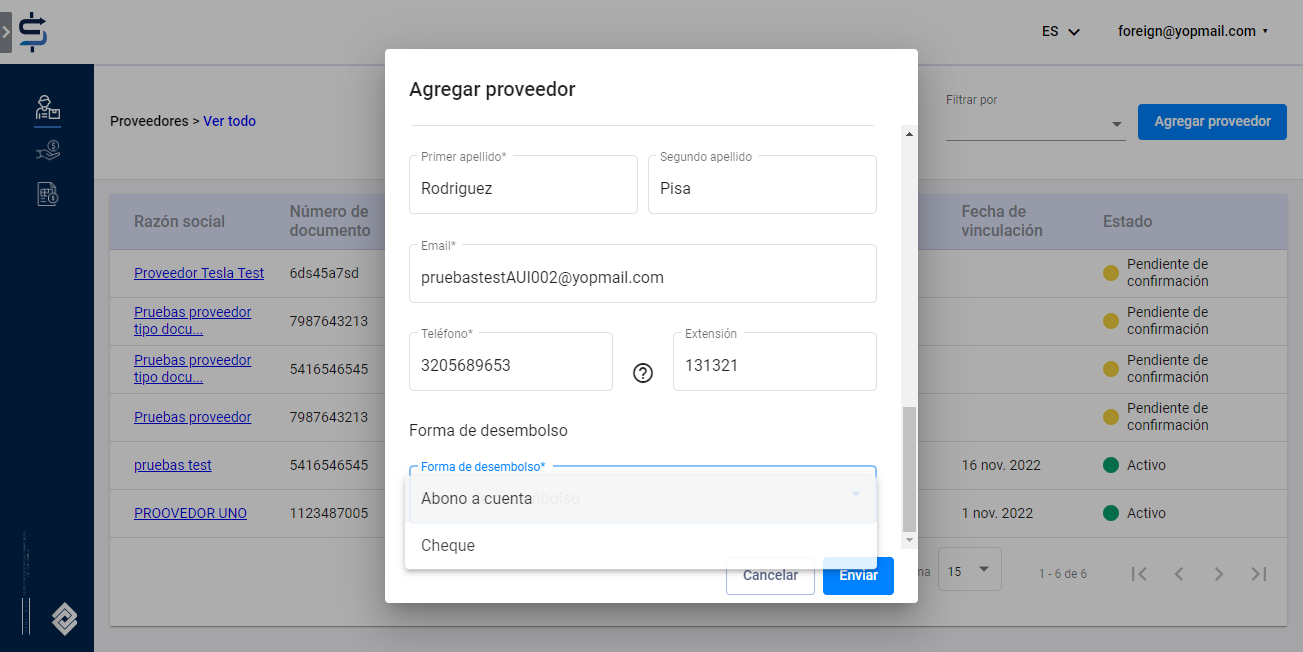 ES
foreign@yopmail.com
Proveedores > Ver todo
Filtrar por
Agregar proveedor
Razón social
Número de
documento
Fecha de
vinculación
Estado
Proveedor Tesla Test
6ds45a7sd
Pendiente de
confirmación
Pruebas proveedor
tipo docu...
7987643213
Pendiente de
confirmación
Pruebas proveedor
tipo docu...
5416546545
Pendiente de
confirmación
Pruebas proveedor
7987643213
Pendiente de
confirmación
pruebas test
5416546545
16 nov. 2022
Activo
PROOVEDOR UNO
1123487005
1 nov. 2022
Activo
15
1 - 6 de 6
Agregar proveedor
Primer apellido*
Rodriguez
Segundo apellido
Pisa
Email*
pruebastestAUI002@yopmail.com
Teléfono*
3205689653
Extensión
131321
Forma de desembolso
Forma de desembolso*
Abono a cuenta
Cheque
Cancelar
Enviar